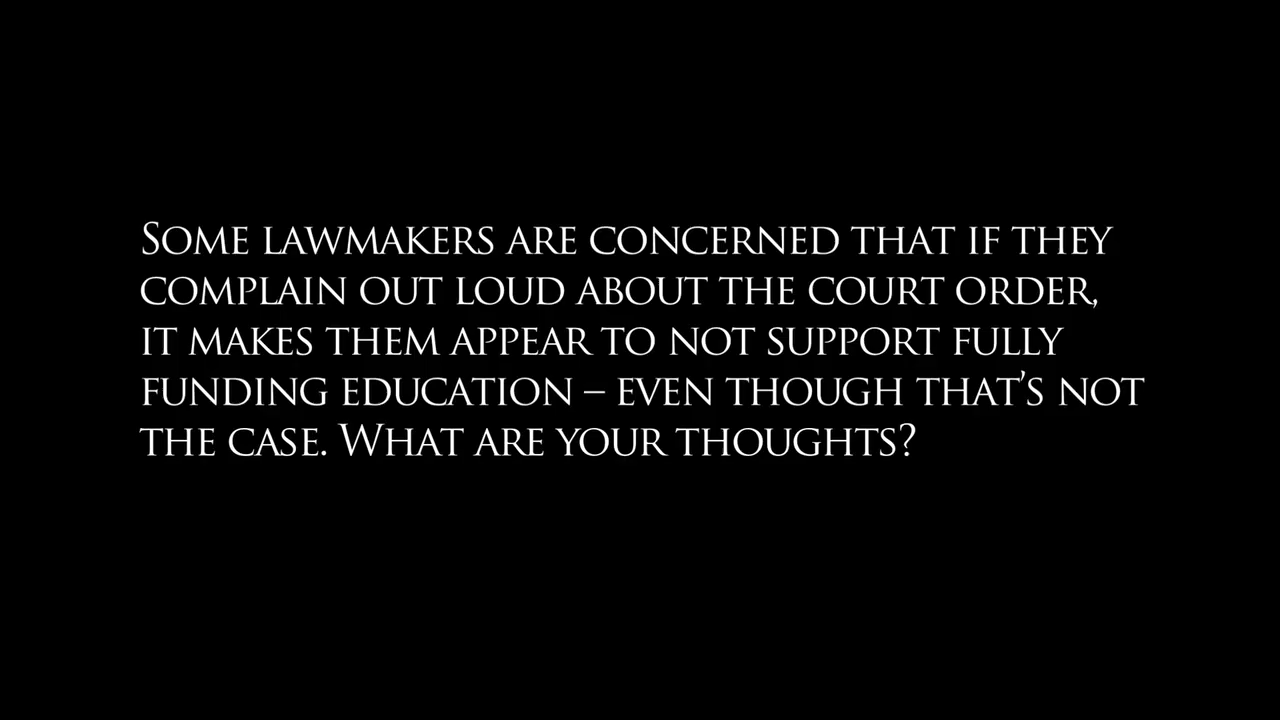 Some lawmakers are concerned that if they
complain out loud about the court order,
it makes them appear to not support fully
funding education – even though that’s not
the case. What are your thoughts?